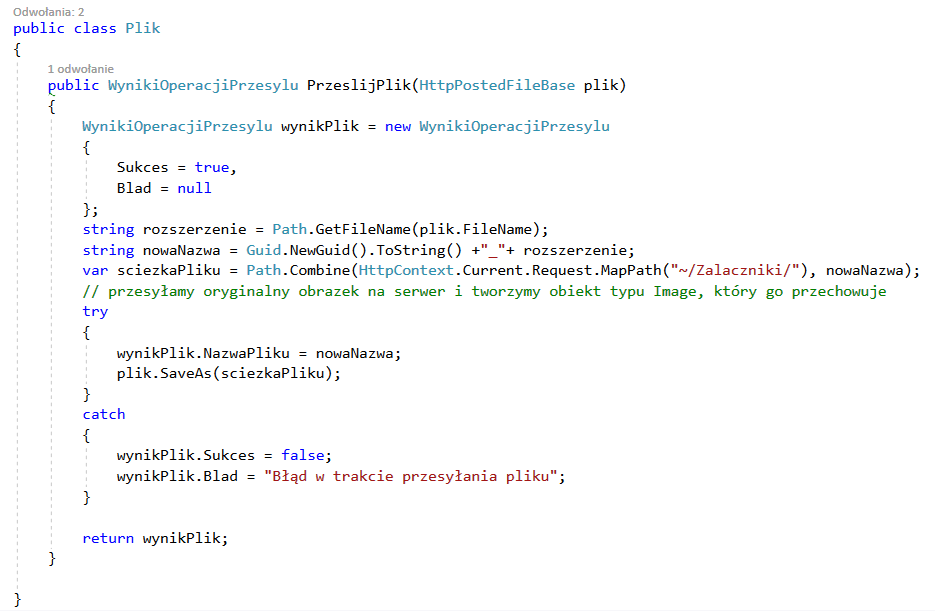 Odwołania: 2
public class Plik
{
1 odwołanie
public WynikiOperacjiPrzesylu PrzeslijPlik(HttpPostedFileBase plik)
{
WynikiOperacjiPrzesylu wynikPlik = new WynikiOperacjiPrzesylu
{
Sukces = true,
Blad = null
};
string rozszerzenie = Path.GetFileName(plik.FileName);
string nowaNazwa = Guid.NewGuid().ToString() +"_"+ rozszerzenie;
var sciezkaPliku = Path.Combine(HttpContext.Current.Request.MapPath("~/Zalaczniki/"), nowaNazwa);
// przesyłamy oryginalny obrazek na serwer i tworzymy obiekt typu Image, który go przechowuje
try
{
wynikPlik.NazwaPliku = nowaNazwa;
plik.SaveAs(sciezkaPliku);
}
catch
{
wynikPlik.Sukces = false;
wynikPlik.Blad = "Błąd w trakcie przesyłania pliku";
}
return wynikPlik;
}
}